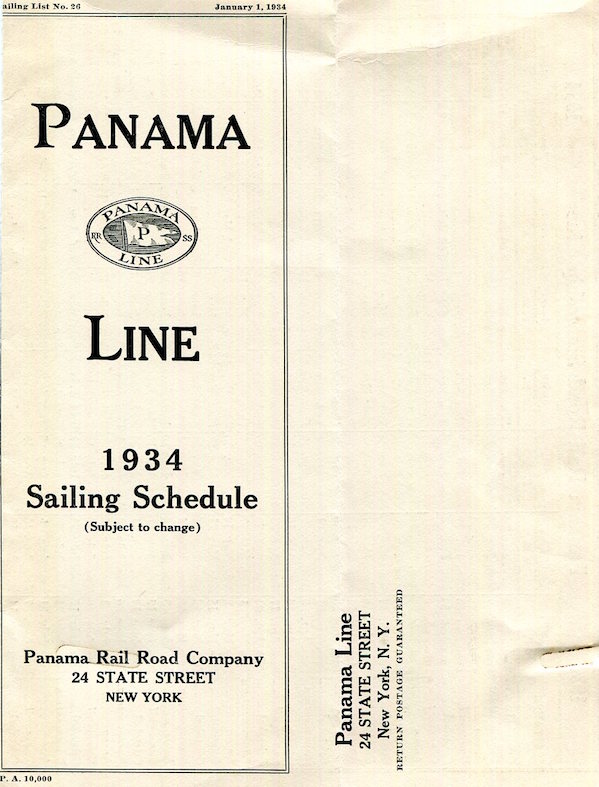 ailing List No. 26
January 1, 1934
PANAMA
PANAMA
RR P SS
LINE
LINE
1934
Sailing Schedule
(Subject to change)
Panama Rail Road Company
24 STATE STREET
NEW YORK
P. A. 10,000
Panama Line
24 STATE STREET
New York, N. Y.
RETURN POSTAGE GUARANTEED